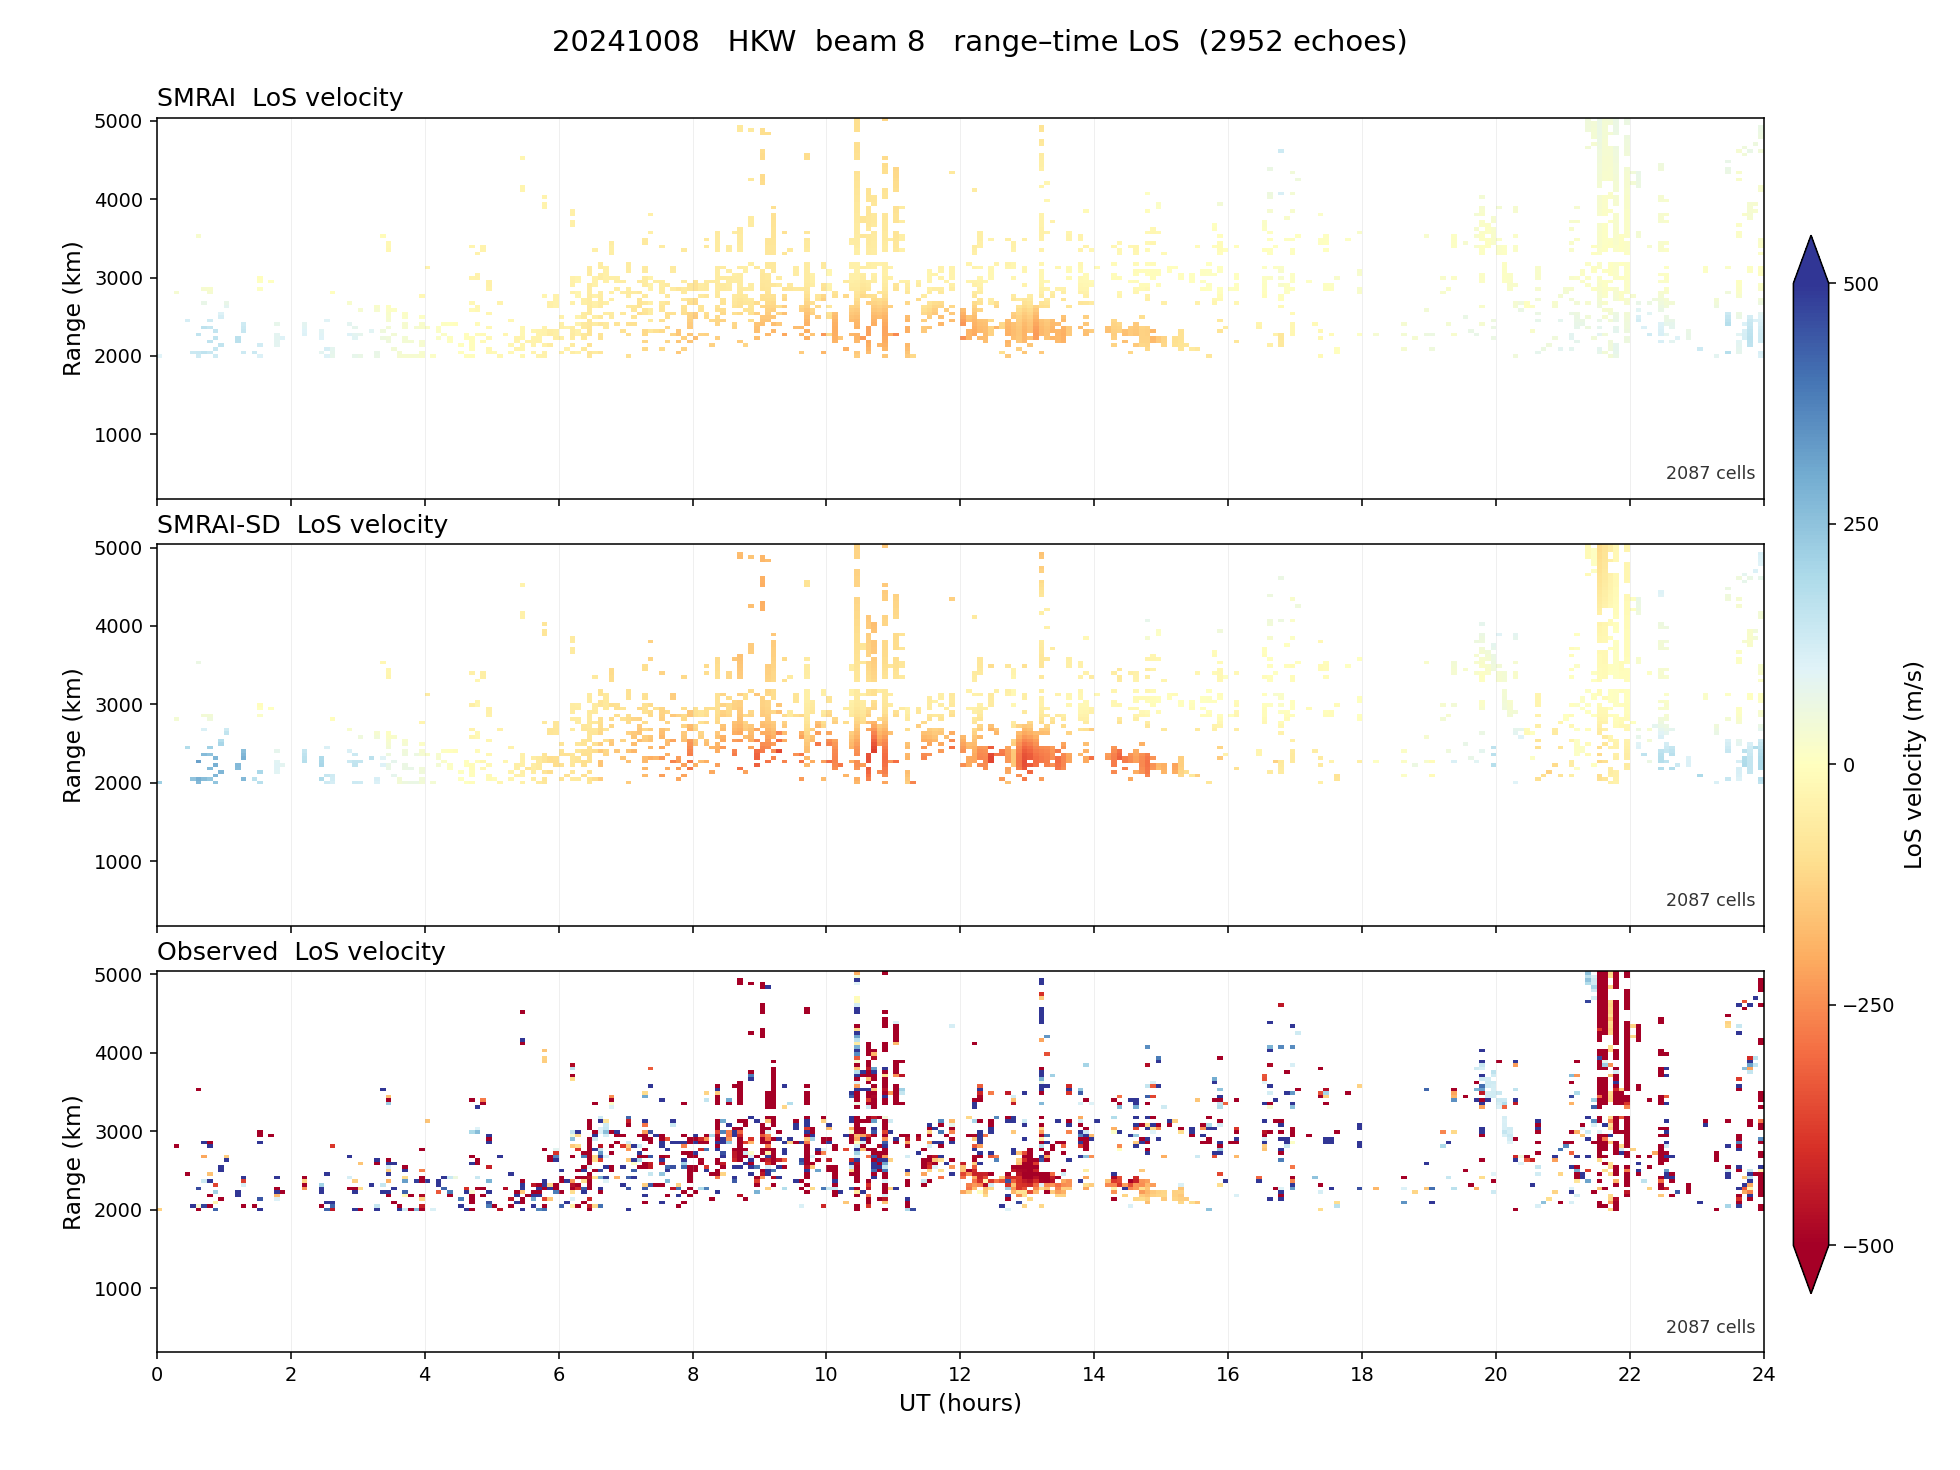 20241008   HKW  beam 8   range–time LoS  (2952 echoes)
SMRAI  LoS velocity
5000
4000
3000
2000
1000
Range (km)
2087 cells
SMRAI-SD  LoS velocity
5000
4000
3000
2000
1000
Range (km)
2087 cells
Observed  LoS velocity
5000
4000
3000
2000
1000
Range (km)
2087 cells
0 2 4 6 8 10 12 14 16 18 20 22 24
UT (hours)
500
250
0
−250
−500
LoS velocity (m/s)